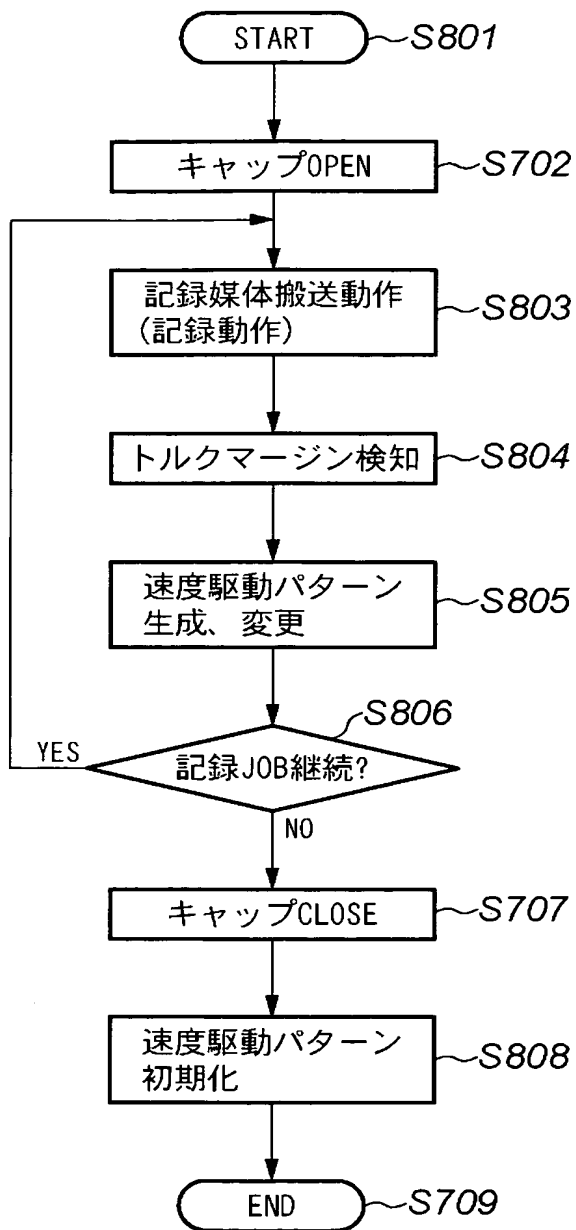 START
S801
キャップOPEN
S702
記録媒体搬送動作
(記録動作)
S803
トルクマージン検知
S804
速度駆動パターン
生成、変更
S805
S806
YES
記録JOB継続?
NO
キャップCLOSE
S707
速度駆動パターン
初期化
S808
END
S709